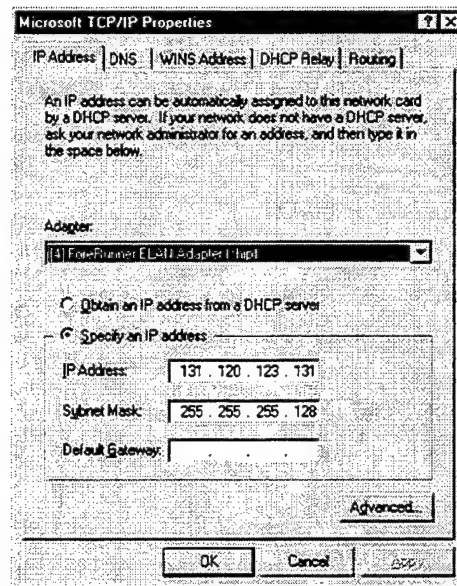 Microsoft TCP/IP Properties
IP Address DNS WINS Address DHCP Relay Routing
An IP address can be automatically assigned to this network card
by a DHCP server. If your network does not have a DHCP server,
ask your network administrator for an address, and then type it in
the space below.
Adapter:
[4] ForeRunner ELAN Adapter
Obtain an IP address from a DHCP server
Specify an IP address
IP Address: 131 . 120 . 123 . 131
Subnet Mask: 255 . 255 . 255 . 128
Default Gateway: . . .
Advanced...
OK Cancel Apply